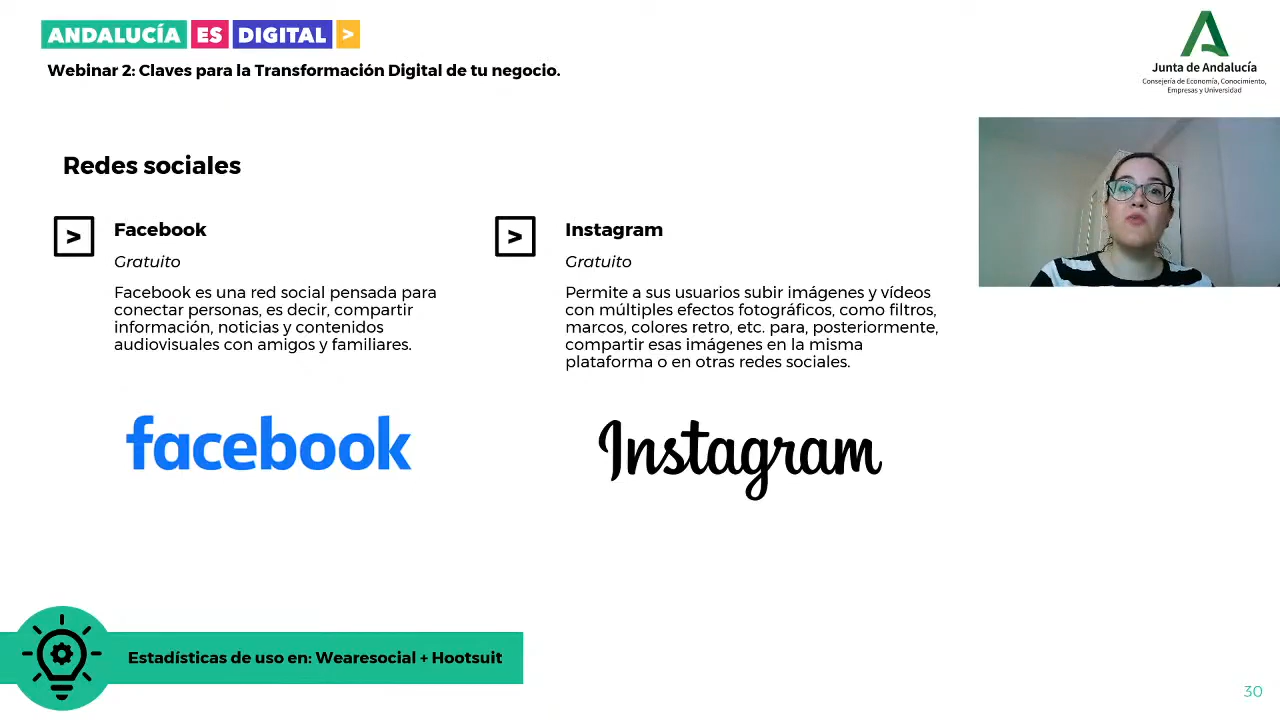 ANDALUCÍA ES DIGITAL >
Webinar 2: Claves para la Transformación Digital de tu negocio.
Junta de Andalucía
Consejería de Economía, Conocimiento,
Empresas y Universidad
Redes sociales
> Facebook
Gratuito
Facebook es una red social pensada para
conectar personas, es decir, compartir
información, noticias y contenidos
audiovisuales con amigos y familiares.
facebook
> Instagram
Gratuito
Permite a sus usuarios subir imágenes y vídeos
con múltiples efectos fotográficos, como filtros,
marcos, colores retro, etc. para, posteriormente,
compartir esas imágenes en la misma
plataforma o en otras redes sociales.
Instagram
Estadísticas de uso en: Wearesocial + Hootsuit
30